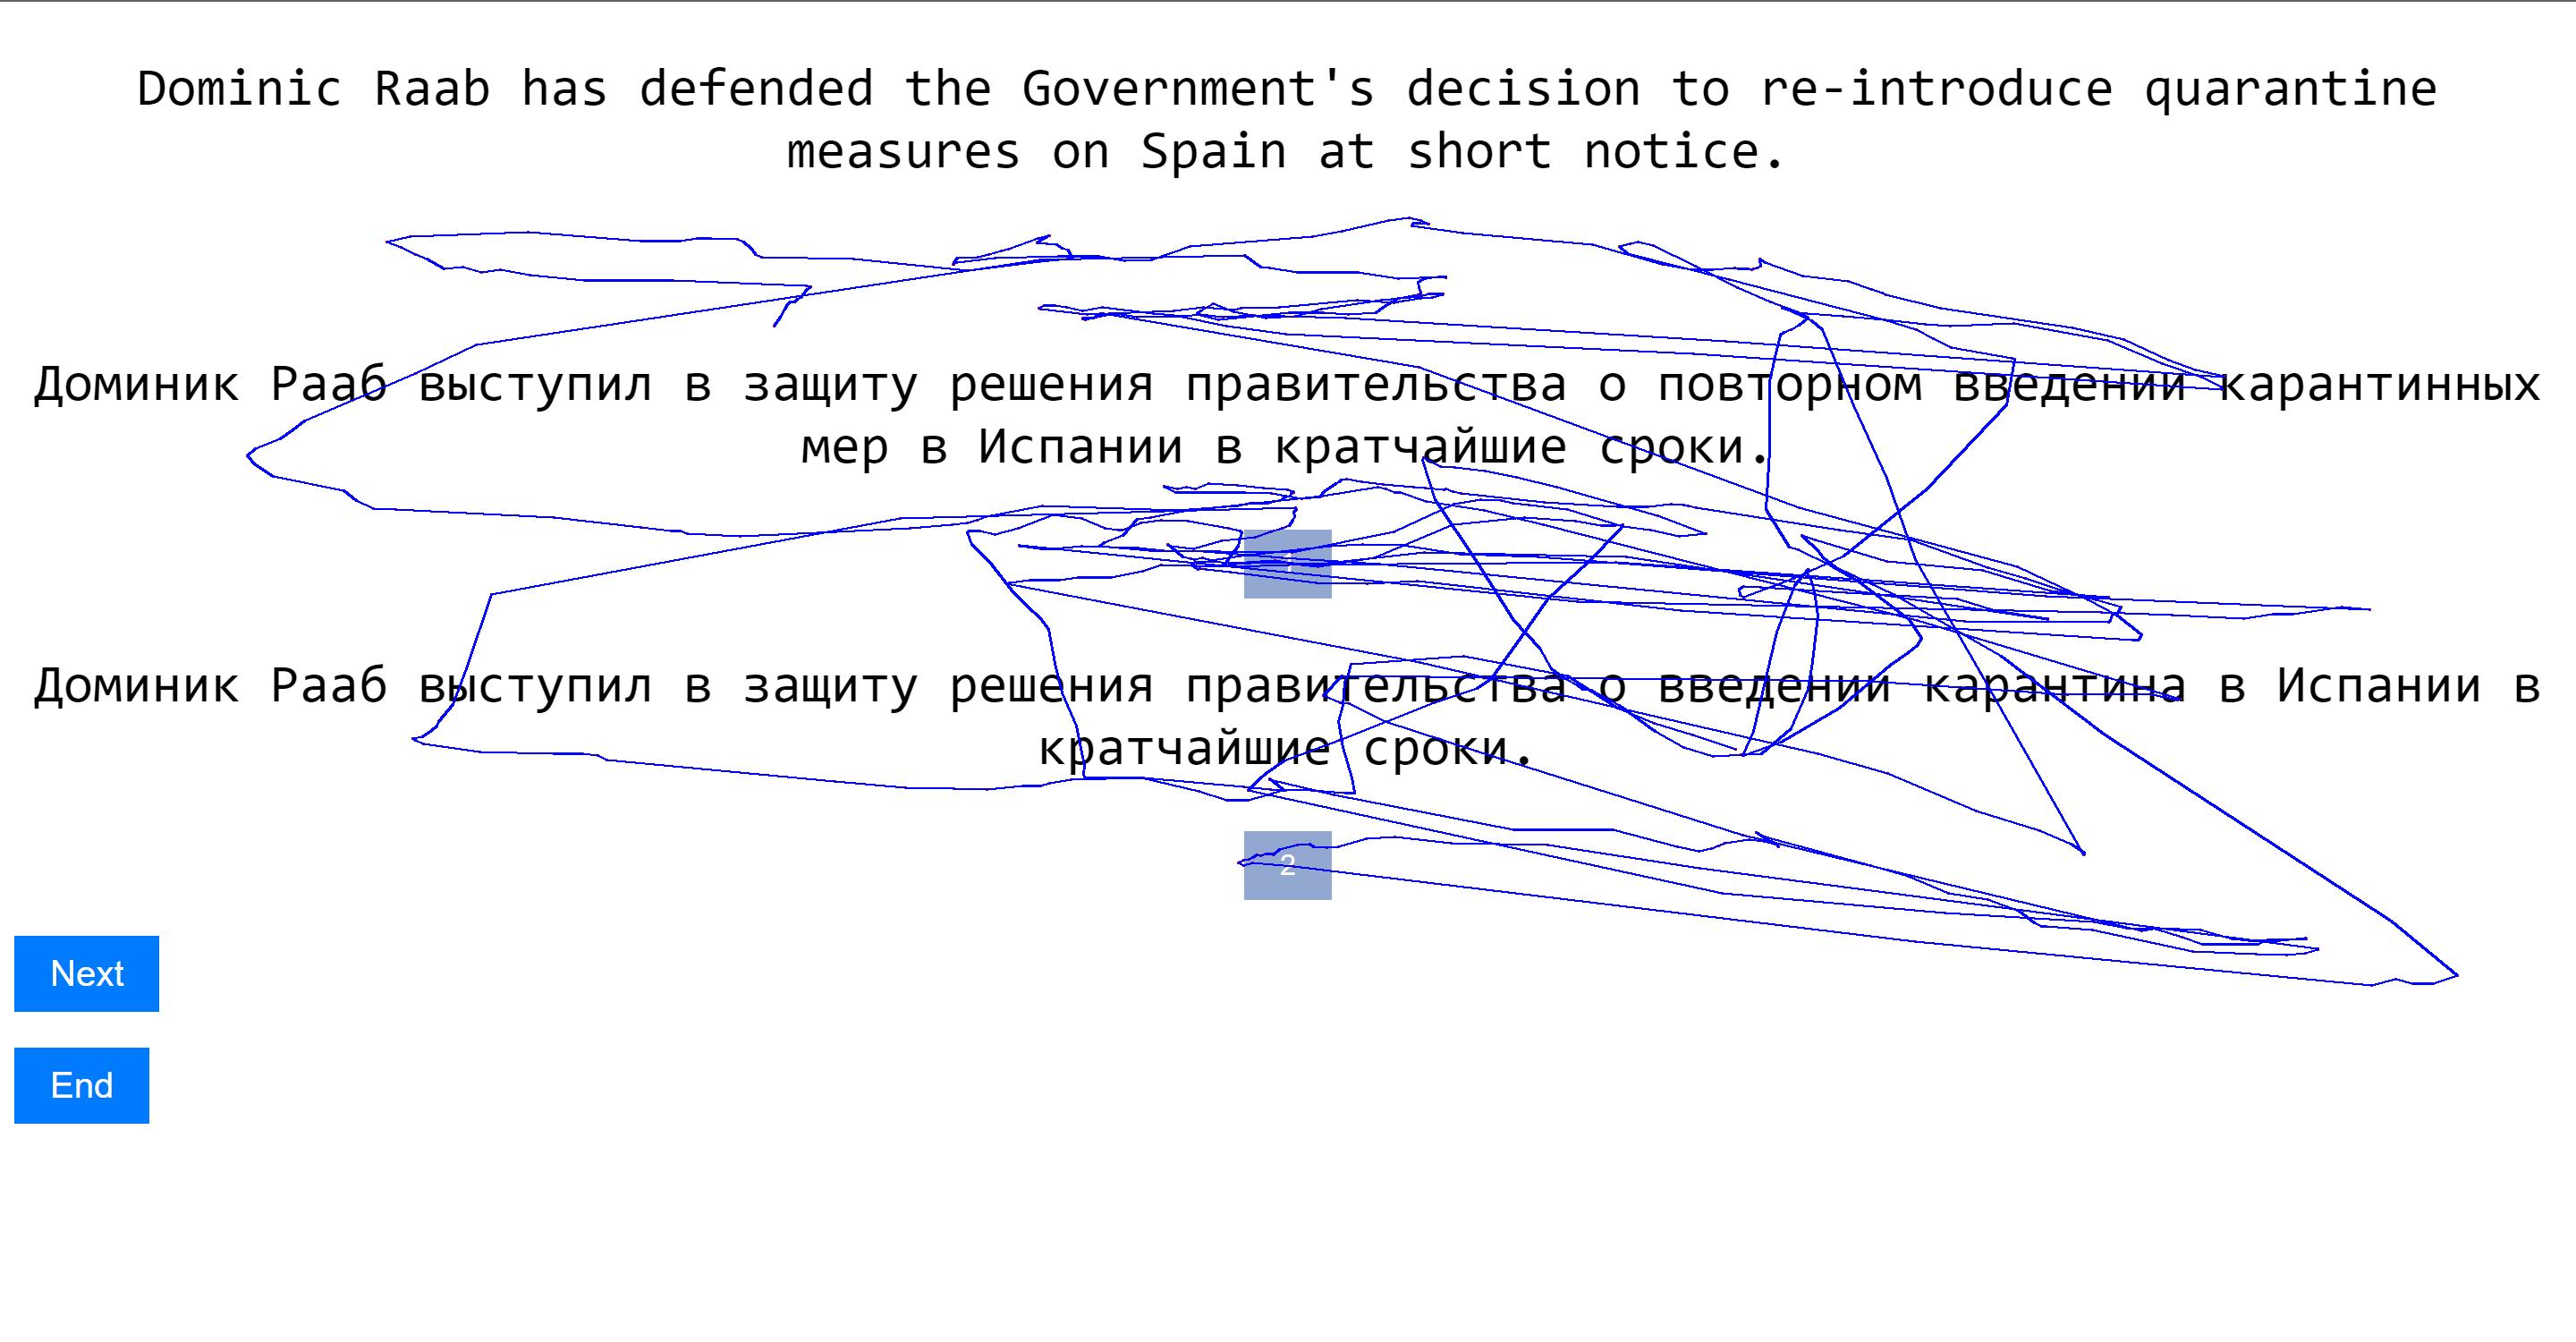 Dominic Raab has defended the Government's decision to re-introduce quarantine
measures on Spain at short notice.
Доминик Рааб выступил в защиту решения правительства о повторном введении карантинных
мер в Испании в кратчайшие сроки.
Доминик Рааб выступил в защиту решения правительства о введении карантина в Испании в
кратчайшие сроки.
2
Next
End